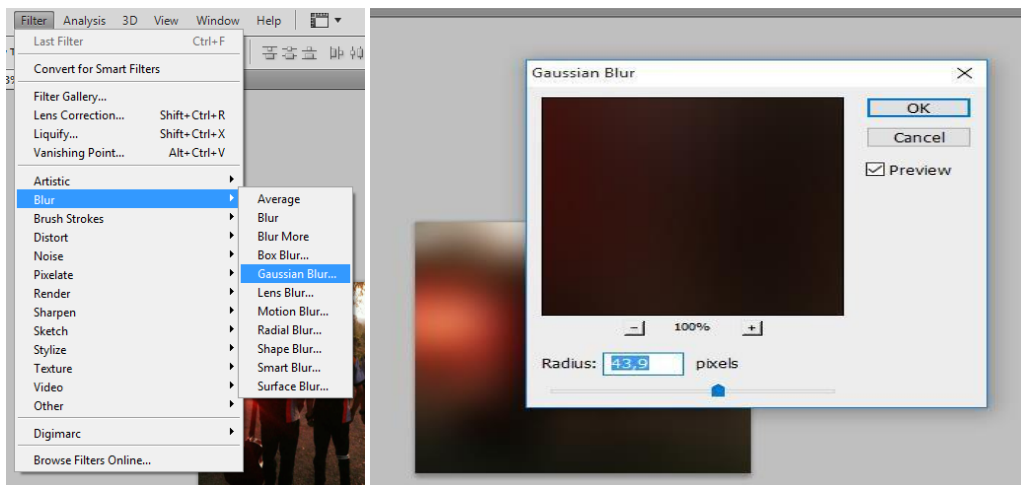 Filter Analysis 3D View Window Help
Last Filter Ctrl+F
Convert for Smart Filters
Filter Gallery...
Lens Correction... Shift+Ctrl+R
Liquify... Shift+Ctrl+X
Vanishing Point... Alt+Ctrl+V
Artistic
Blur
Brush Strokes
Distort
Noise
Pixelate
Render
Sharpen
Sketch
Stylize
Texture
Video
Other
Digimarc
Browse Filters Online...
Average
Blur
Blur More
Box Blur...
Gaussian Blur...
Lens Blur...
Motion Blur...
Radial Blur...
Shape Blur...
Smart Blur...
Surface Blur...
Gaussian Blur
OK
Cancel
Preview
100%
Radius: 43,9 pixels